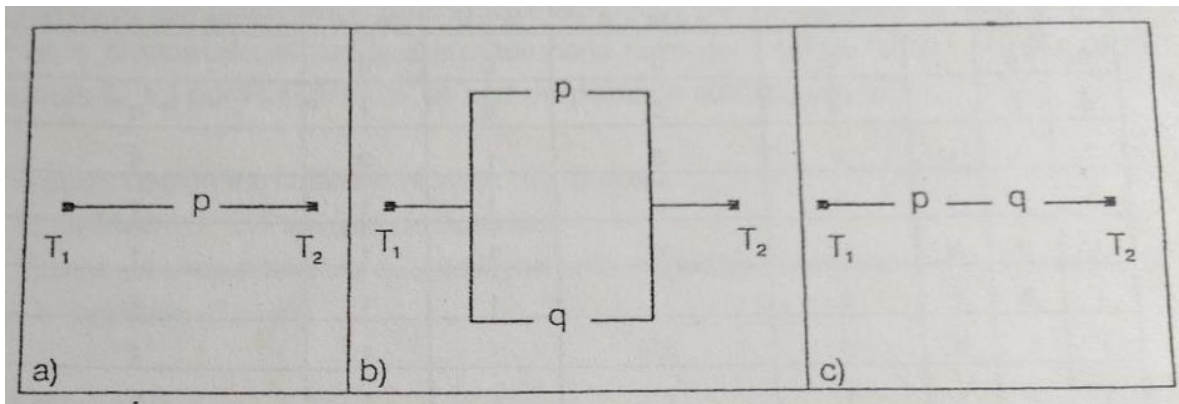 p
T₁ T₂
a)
p
T₁ T₂
q
b)
p q
T₁ T₂
c)